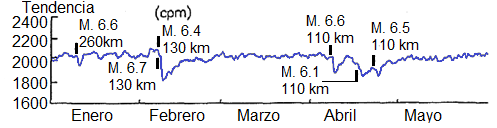 Tendencia
(cpm)
2400
2200
2000
1800
1600
M. 6.6
260km
M. 6.4
130 km
M. 6.7
130 km
M. 6.6
110 km
M. 6.5
110 km
M. 6.1
110 km
Enero
Febrero
Marzo
Abril
Mayo